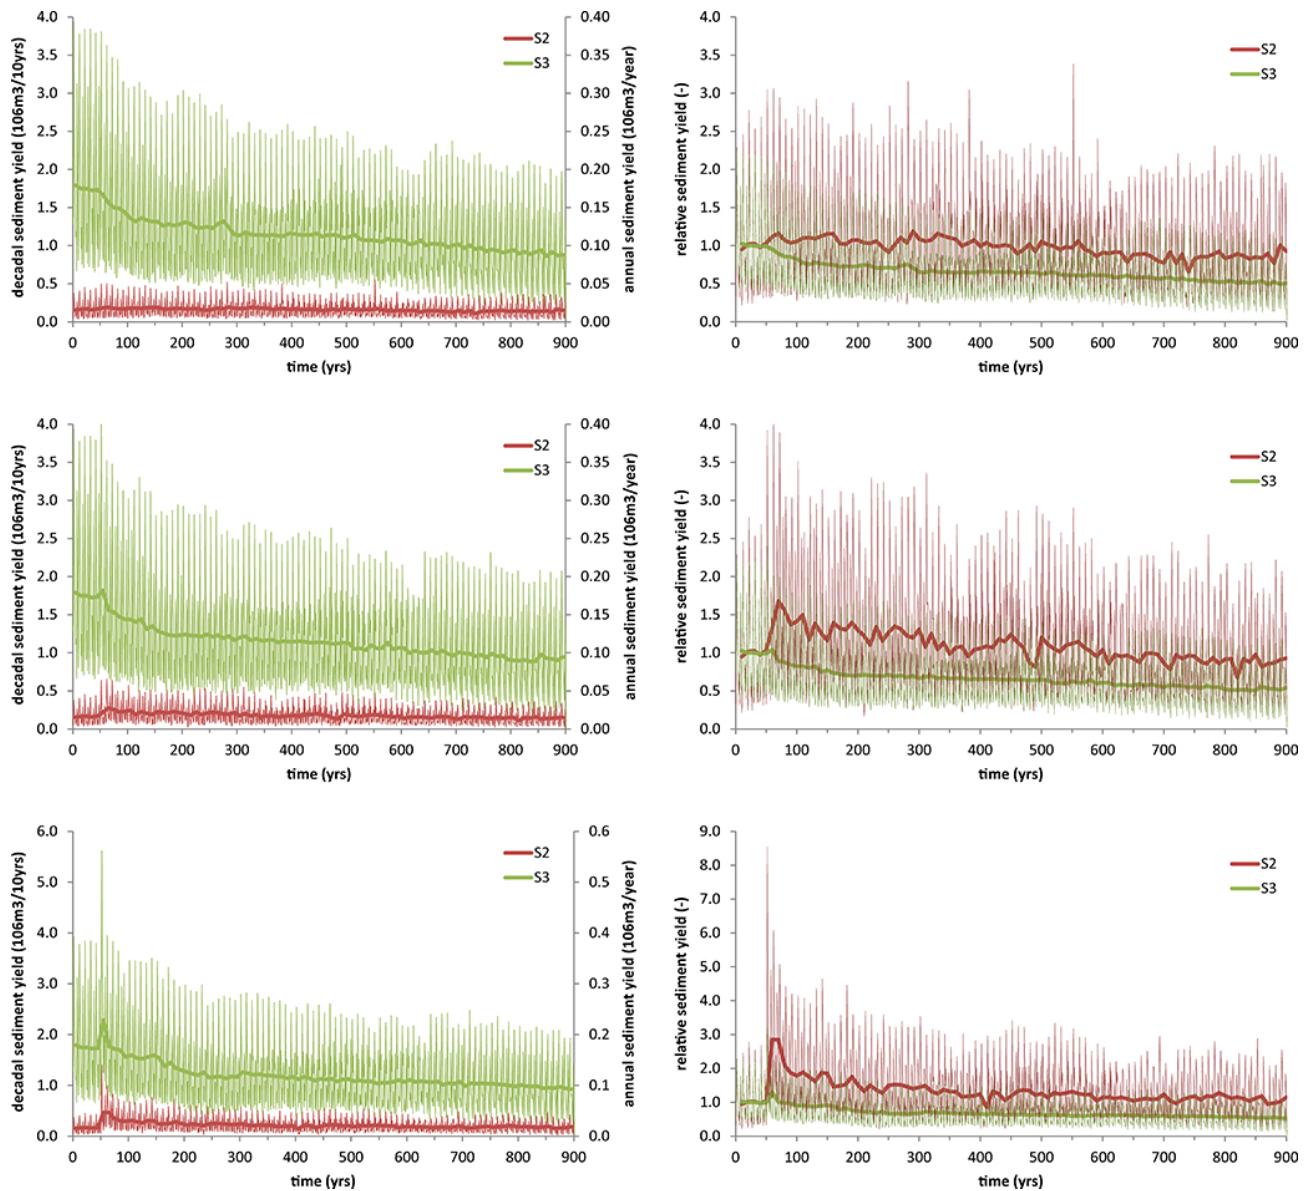 4.0 3.5 3.0 2.5 2.0 1.5 1.0 0.5 0.0
decadal sediment yield (106m3/10yrs)
S2
S3
0.40 0.35 0.30 0.25 0.20 0.15 0.10 0.05 0.00
annual sediment yield (106m3/year)
0 100 200 300 400 500 600 700 800 900
time (yrs)
4.0 3.5 3.0 2.5 2.0 1.5 1.0 0.5 0.0
relative sediment yield (-)
S2
S3
0 100 200 300 400 500 600 700 800 900
time (yrs)
4.0 3.5 3.0 2.5 2.0 1.5 1.0 0.5 0.0
decadal sediment yield (106m3/10yrs)
S2
S3
0.40 0.35 0.30 0.25 0.20 0.15 0.10 0.05 0.00
annual sediment yield (106m3/year)
0 100 200 300 400 500 600 700 800 900
time (yrs)
4.0 3.5 3.0 2.5 2.0 1.5 1.0 0.5 0.0
relative sediment yield (-)
S2
S3
0 100 200 300 400 500 600 700 800 900
time (yrs)
6.0 5.0 4.0 3.0 2.0 1.0 0.0
decadal sediment yield (106m3/10yrs)
S2
S3
0.6 0.5 0.4 0.3 0.2 0.1 0.0
annual sediment yield (106m3/year)
0 100 200 300 400 500 600 700 800 900
time (yrs)
9.0 8.0 7.0 6.0 5.0 4.0 3.0 2.0 1.0 0.0
relative sediment yield (-)
S2
S3
0 100 200 300 400 500 600 700 800 900
time (yrs)